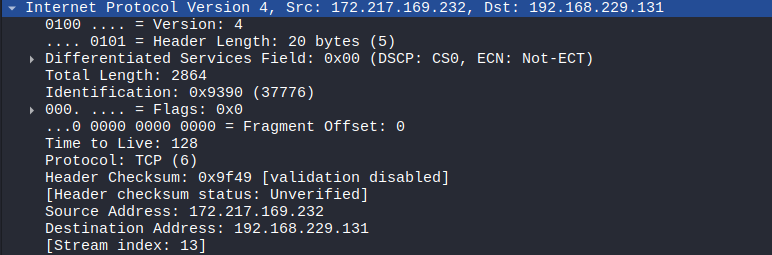 Internet Protocol Version 4, Src: 172.217.169.232, Dst: 192.168.229.131
0100 .... = Version: 4
.... 0101 = Header Length: 20 bytes (5)
Differentiated Services Field: 0x00 (DSCP: CS0, ECN: Not-ECT)
Total Length: 2864
Identification: 0x9390 (37776)
000. .... = Flags: 0x0
...0 0000 0000 0000 = Fragment Offset: 0
Time to Live: 128
Protocol: TCP (6)
Header Checksum: 0x9f49 [validation disabled]
[Header checksum status: Unverified]
Source Address: 172.217.169.232
Destination Address: 192.168.229.131
[Stream index: 13]